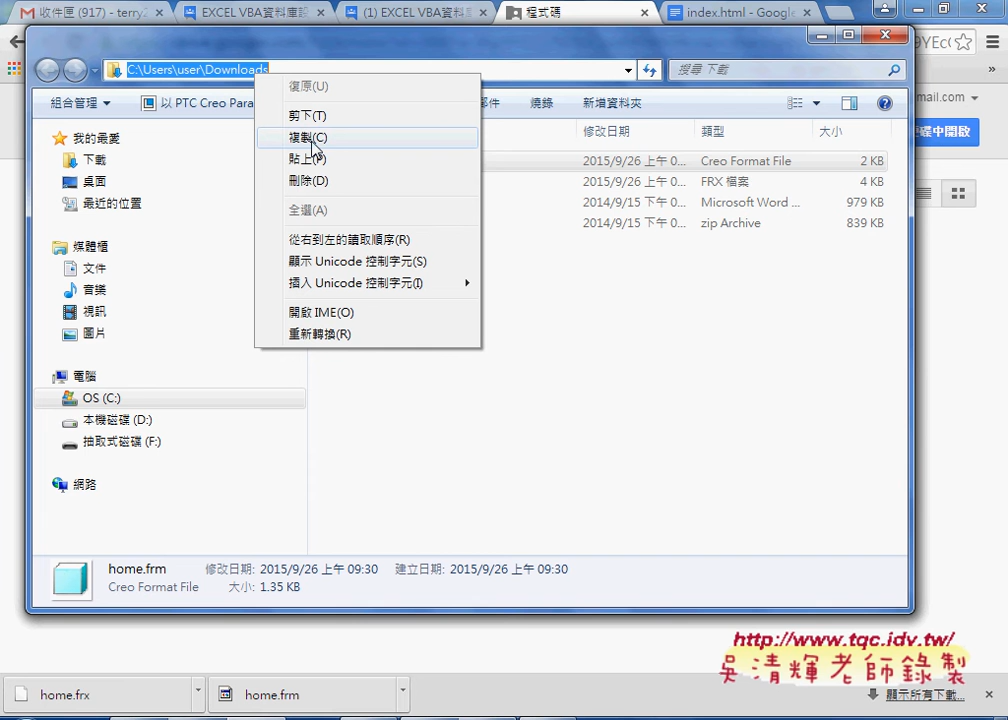 收件匣 (917) - terry
EXCEL VBA資料庫設
(1) EXCEL VBA資料
程式碼
index.html - Google
C:\Users\user\Downloads
搜尋 下載
組合管理
以 PTC Creo Para
燒錄
新增資料夾
mail.com
我的最愛
下載
桌面
最近的位置
媒體櫃
文件
音樂
視訊
圖片
電腦
OS (C:)
本機磁碟 (D:)
抽取式磁碟 (F:)
網路
復原(U)
剪下(T)
複製(C)
貼上(P)
刪除(D)
全選(A)
從右到左的讀取順序(R)
顯示 Unicode 控制字元(S)
插入 Unicode 控制字元(I)
開啟 IME(O)
重新轉換(R)
修改日期 類型 大小
2015/9/26 上午 0... Creo Format File 2 KB
2015/9/26 上午 0... FRX 檔案 4 KB
2014/9/15 下午 0... Microsoft Word ... 979 KB
2014/9/15 下午 0... zip Archive 839 KB
home.frm 修改日期: 2015/9/26 上午 09:30 建立日期: 2015/9/26 上午 09:30
Creo Format File 大小: 1.35 KB
http://www.tqc.idv.tw/
吳清輝老師錄製
home.frx
home.frm
顯示所有下載...